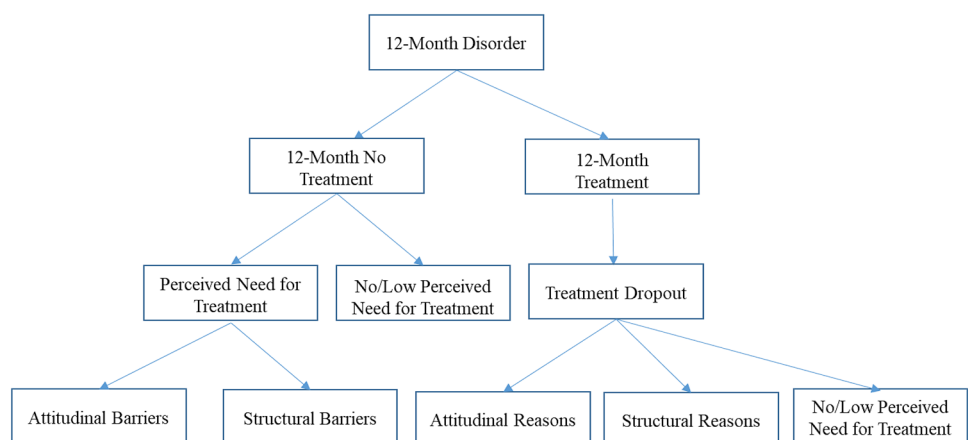 12-Month Disorder
12-Month No
Treatment
12-Month
Treatment
Perceived Need for
Treatment
No/Low Perceived
Need for Treatment
Treatment Dropout
Attitudinal Barriers
Structural Barriers
Attitudinal Reasons
Structural Reasons
No/Low Perceived
Need for Treatment